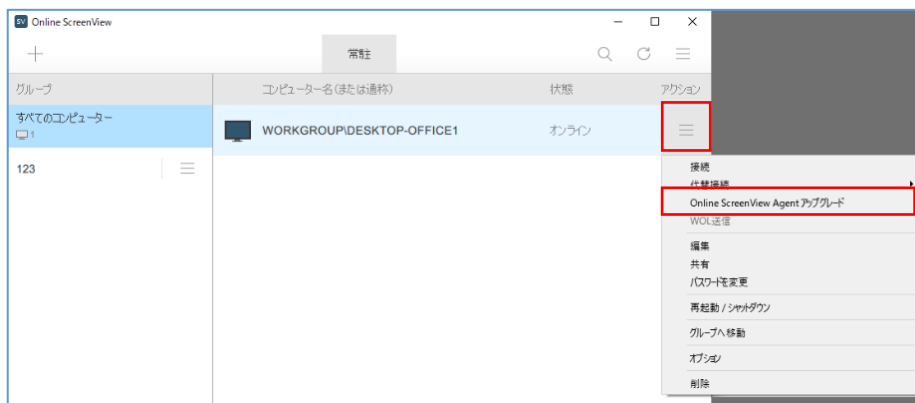 SV Online ScreenView
常駐
グループ
コンピューター名(または通称)
状態
アクション
すべてのコンピューター
1
WORKGROUP\DESKTOP-OFFICE1
オンライン
123
接続
代替接続
Online ScreenView Agent アップグレード
WOL送信
編集
共有
パスワードを変更
再起動 / シャットダウン
グループへ移動
オプション
削除